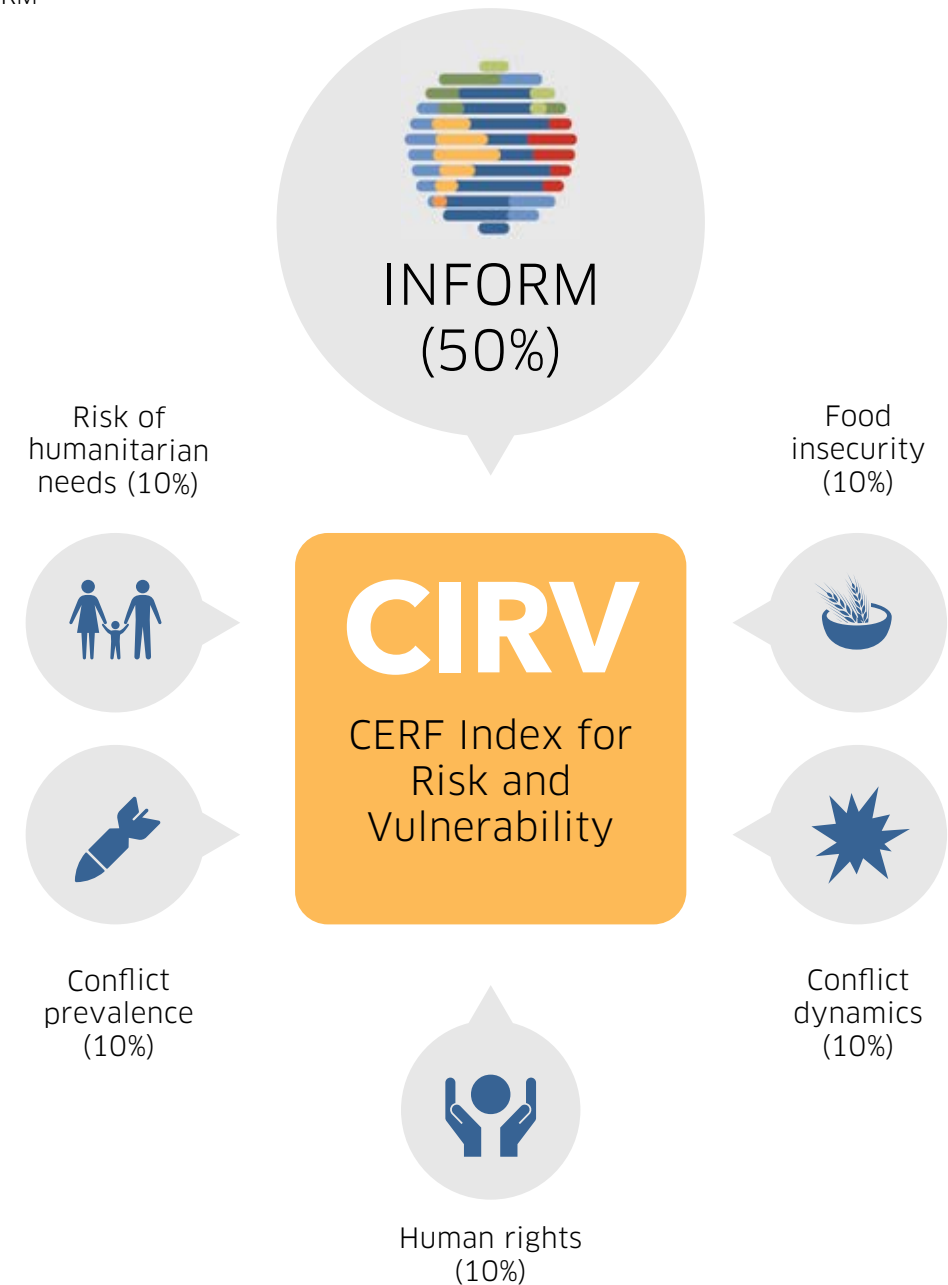 INFORM
(50%)
Risk of
humanitarian
needs (10%)
Food
insecurity
(10%)
CIRV
CERF Index for
Risk and
Vulnerability
Conflict
prevalence
(10%)
Conflict
dynamics
(10%)
Human rights
(10%)